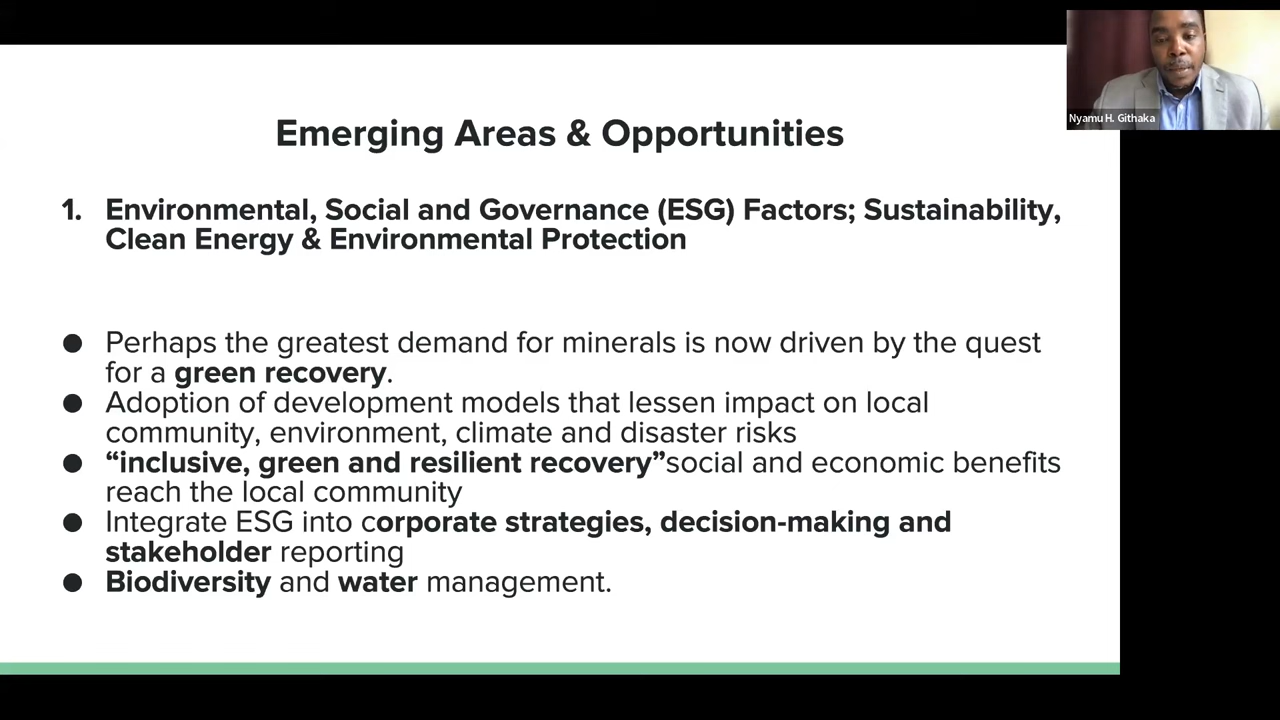 Emerging Areas & Opportunities
1. Environmental, Social and Governance (ESG) Factors; Sustainability,
Clean Energy & Environmental Protection
● Perhaps the greatest demand for minerals is now driven by the quest
for a green recovery.
● Adoption of development models that lessen impact on local
community, environment, climate and disaster risks
● “inclusive, green and resilient recovery”social and economic benefits
reach the local community
● Integrate ESG into corporate strategies, decision-making and
stakeholder reporting
● Biodiversity and water management.
Nyamu H. Githaka